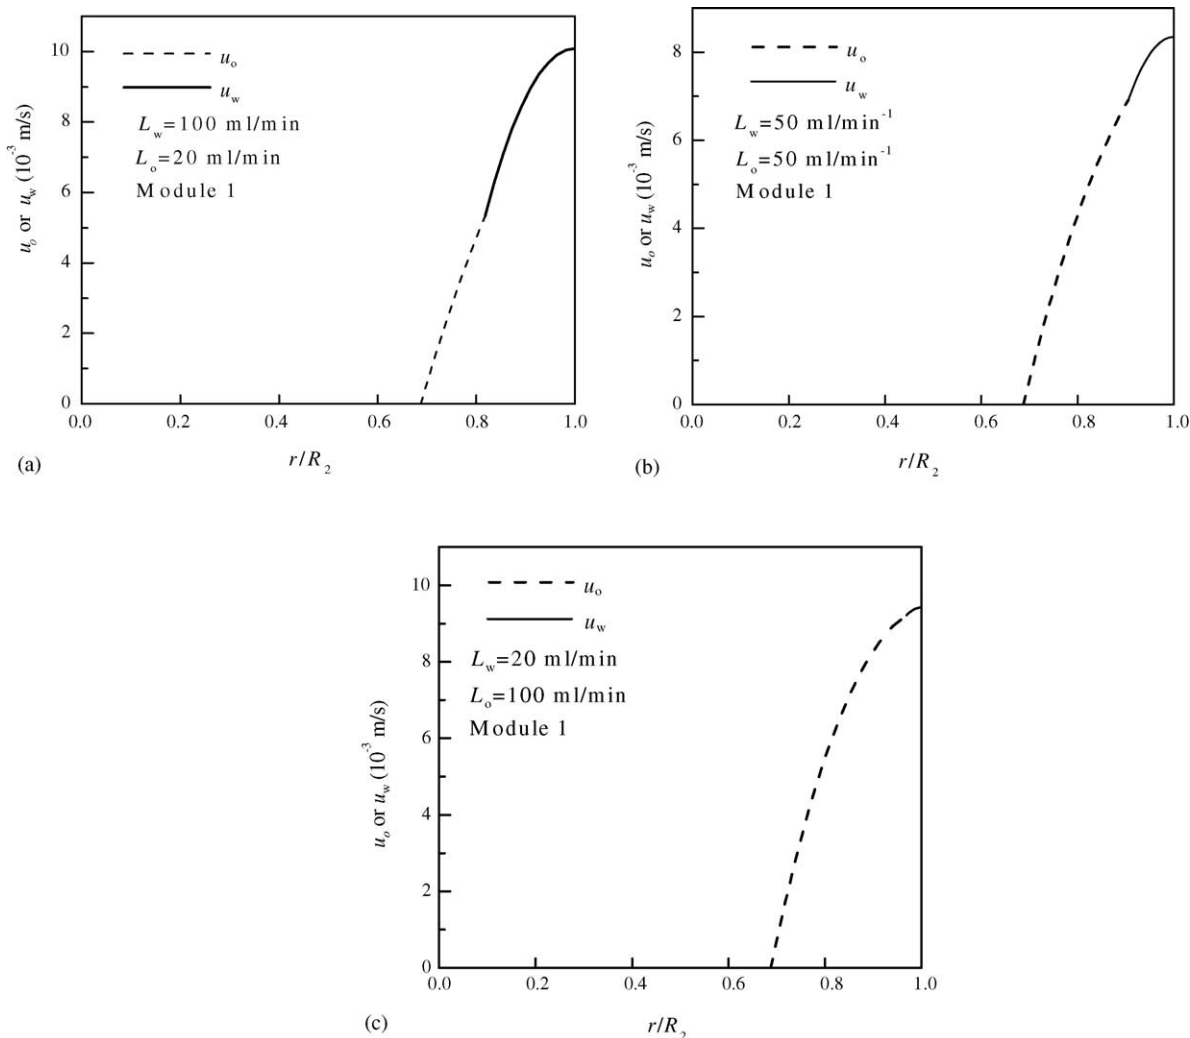 10
8
6
4
2
0
u_o or u_w (10^-3 m/s)
u_o
u_w
L_w=100 ml/min
L_o=20 ml/min
Module 1
0.0 0.2 0.4 0.6 0.8 1.0
r/R_2
(a)
8
6
4
2
0
u_o or u_w (10^-3 m/s)
u_o
u_w
L_w=50 ml/min^-1
L_o=50 ml/min^-1
Module 1
0.0 0.2 0.4 0.6 0.8 1.0
r/R_2
(b)
10
8
6
4
2
0
u_o or u_w (10^-3 m/s)
u_o
u_w
L_w=20 ml/min
L_o=100 ml/min
Module 1
0.0 0.2 0.4 0.6 0.8 1.0
r/R_2
(c)